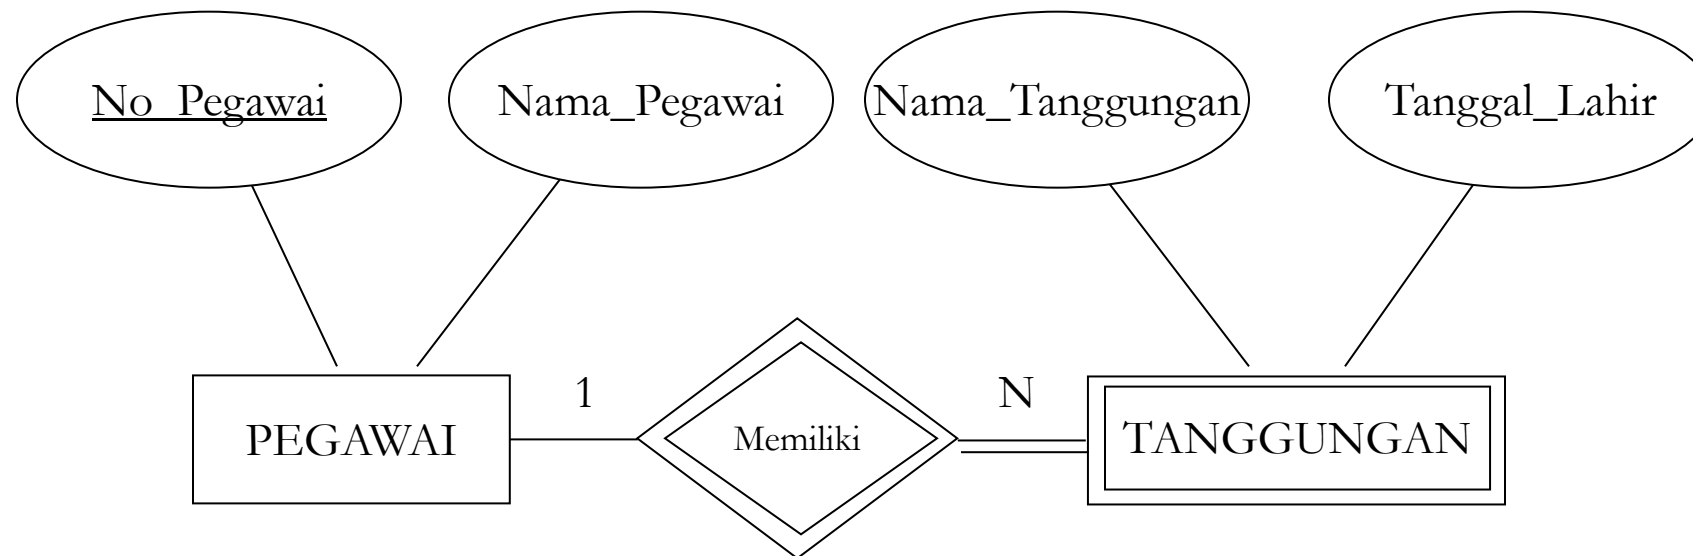 No_Pegawai
Nama_Pegawai
Nama_Tanggungan
Tanggal_Lahir
1
N
PEGAWAI
Memiliki
TANGGUNGAN